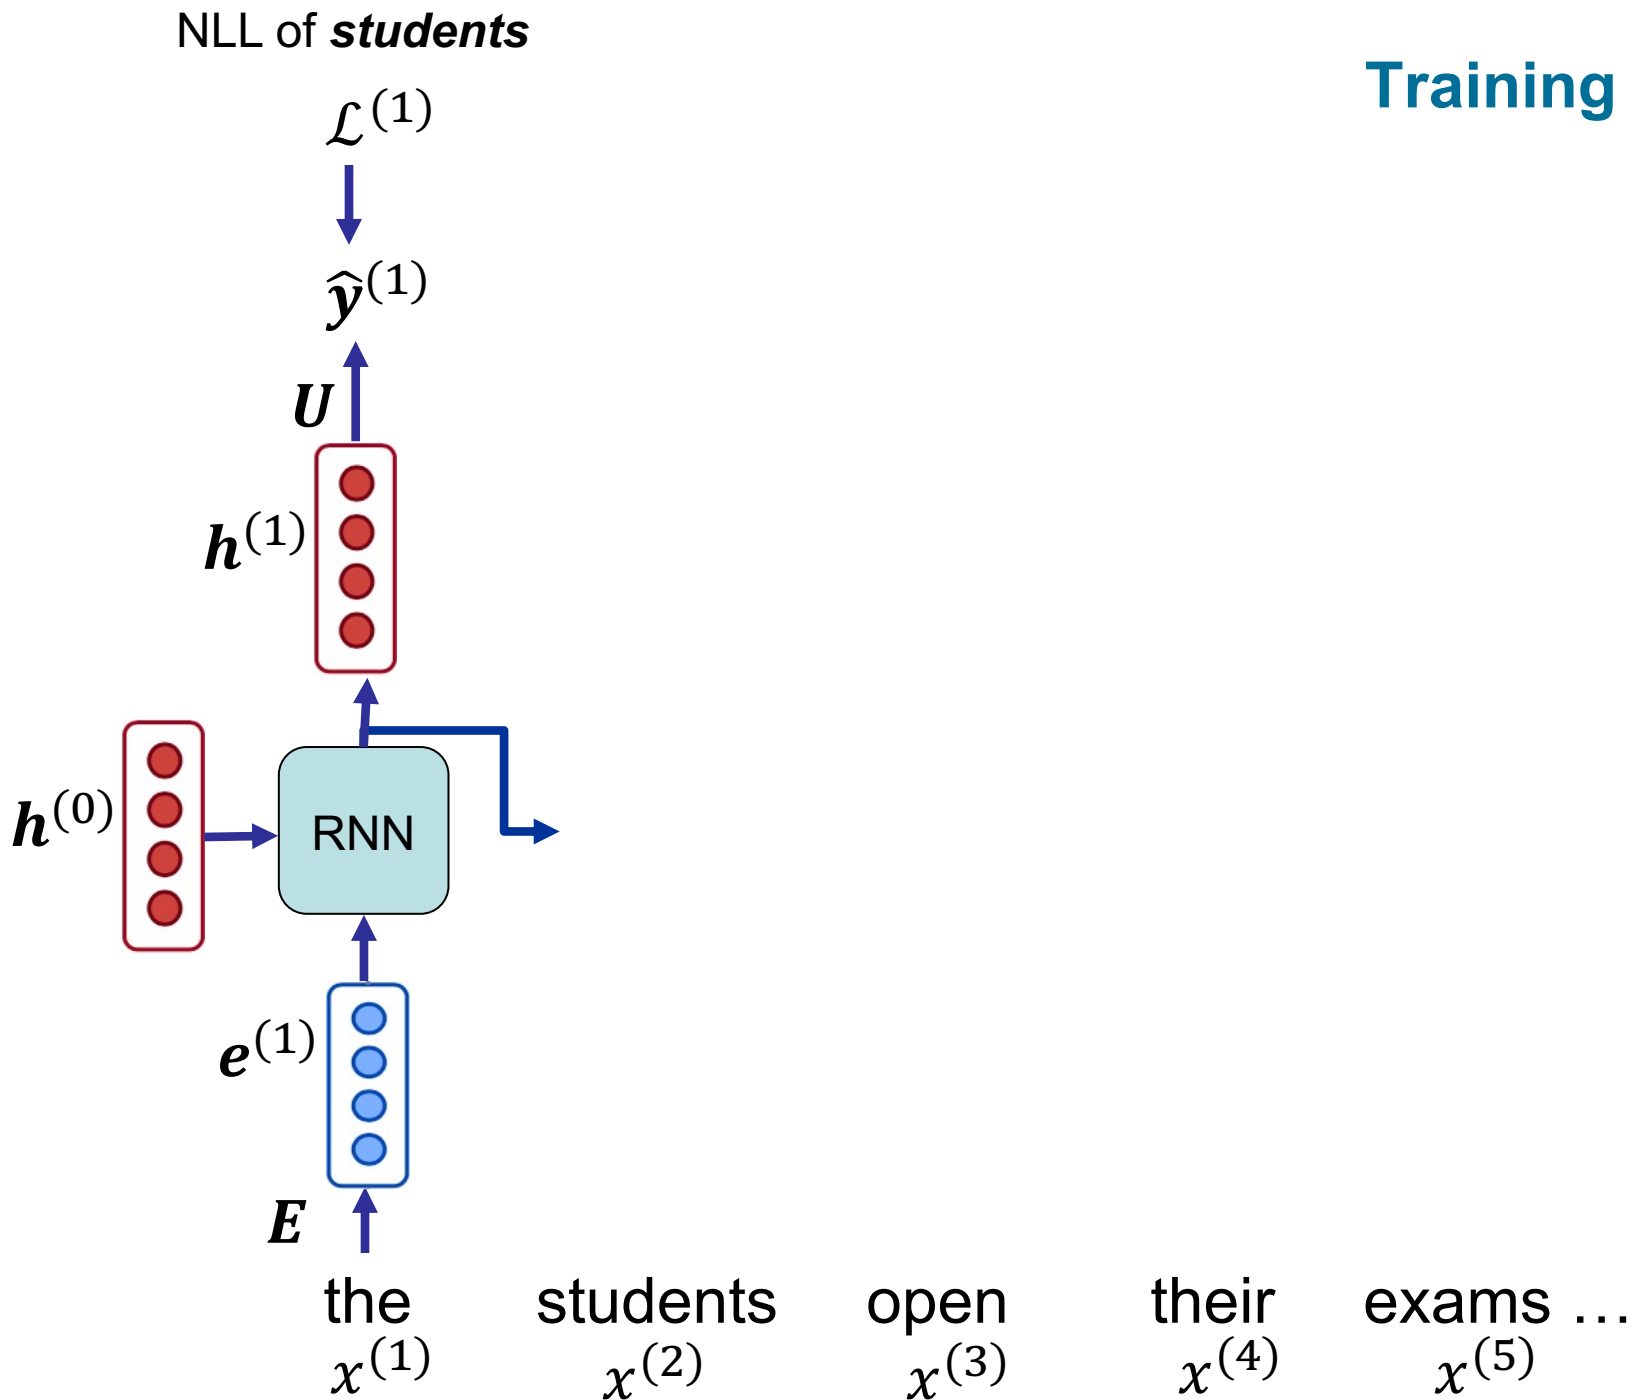 NLL of students
Training
ℒ⁽¹⁾
ŷ⁽¹⁾
U
h⁽¹⁾
h⁽⁰⁾
RNN
e⁽¹⁾
E
the students open their exams …
x⁽¹⁾ x⁽²⁾ x⁽³⁾ x⁽⁴⁾ x⁽⁵⁾